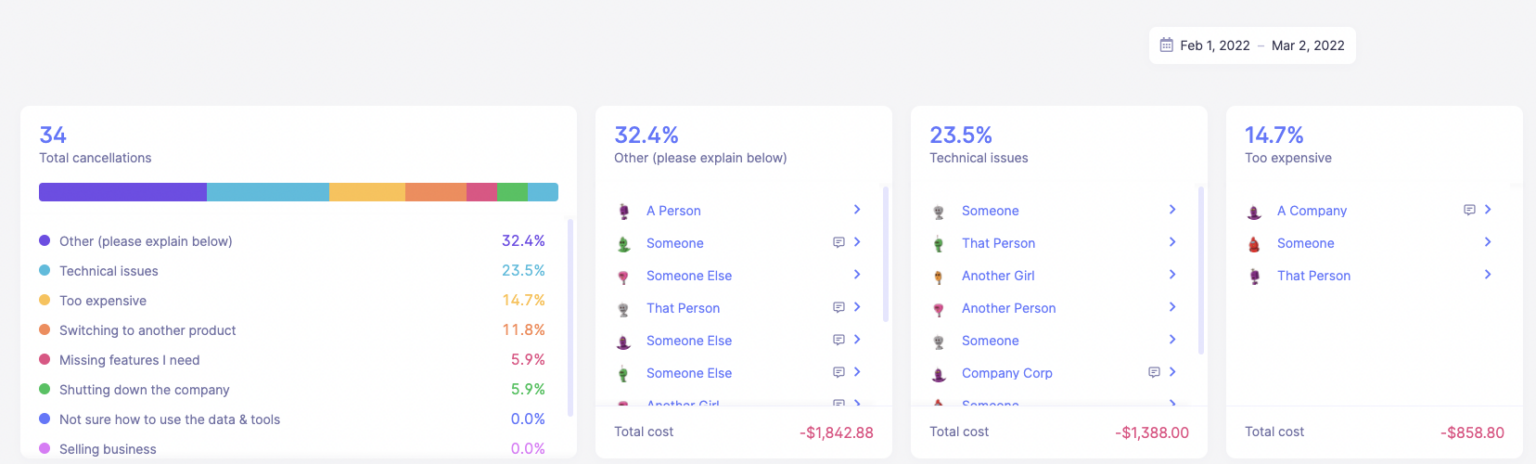 Feb 1, 2022 – Mar 2, 2022
34
Total cancellations
Other (please explain below) 32.4%
Technical issues 23.5%
Too expensive 14.7%
Switching to another product 11.8%
Missing features I need 5.9%
Shutting down the company 5.9%
Not sure how to use the data & tools 0.0%
Selling business 0.0%
32.4%
Other (please explain below)
A Person
Someone
Someone Else
That Person
Someone Else
Someone Else
Another Girl
Total cost -$1,842.88
23.5%
Technical issues
Someone
That Person
Another Girl
Another Person
Someone
Company Corp
Someone
Total cost -$1,388.00
14.7%
Too expensive
A Company
Someone
That Person
Total cost -$858.80